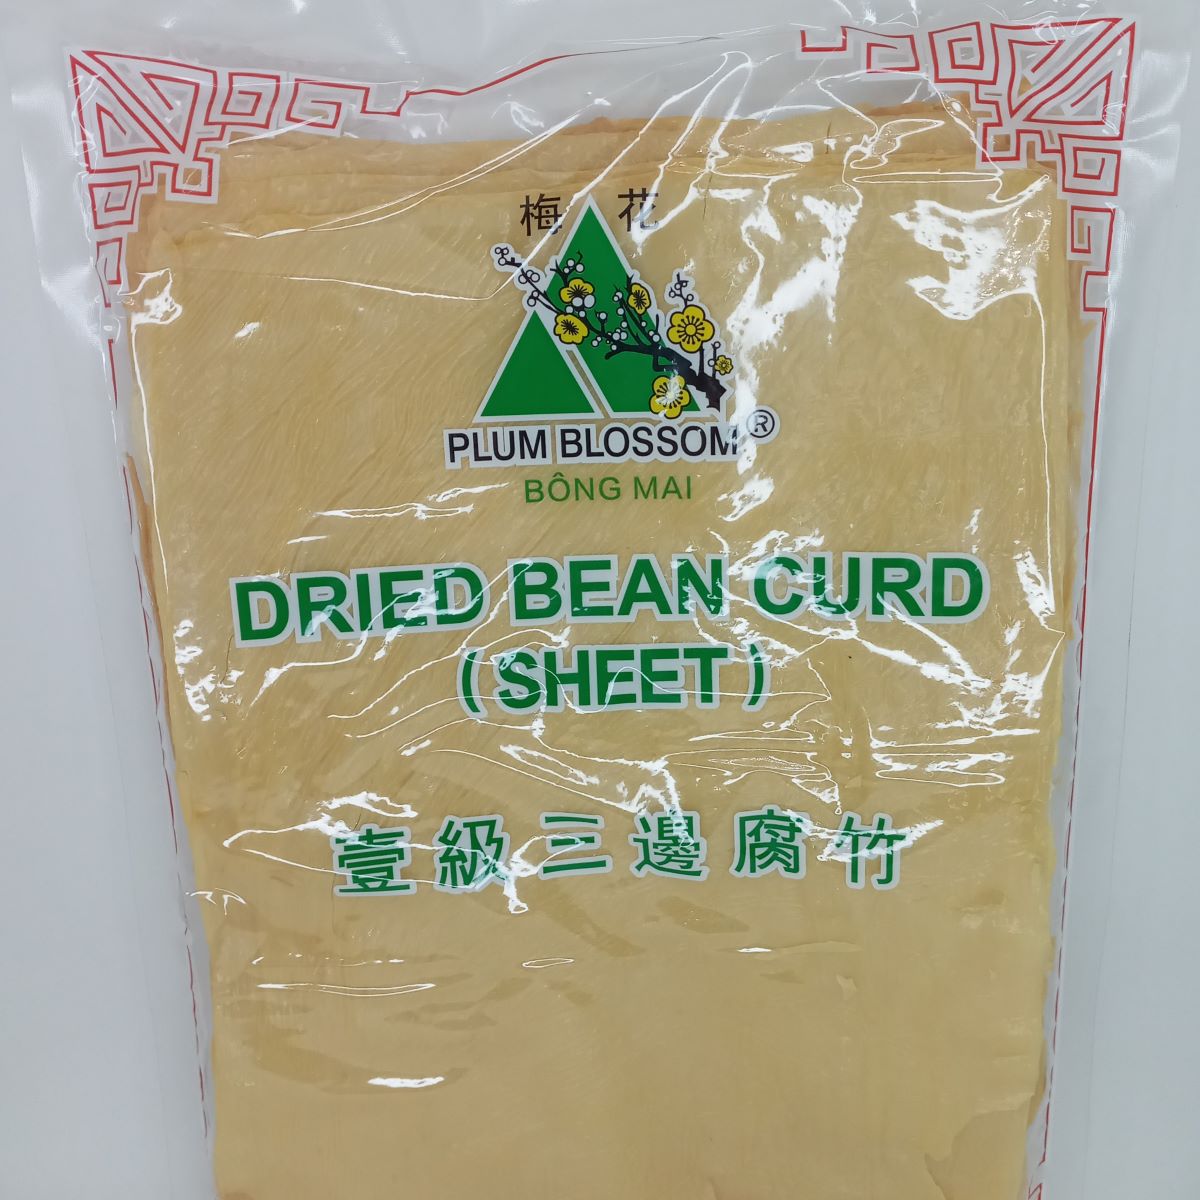 梅 花
PLUM BLOSSOM®
BÔNG MAI
DRIED BEAN CURD
(SHEET)
壹級三邊腐竹